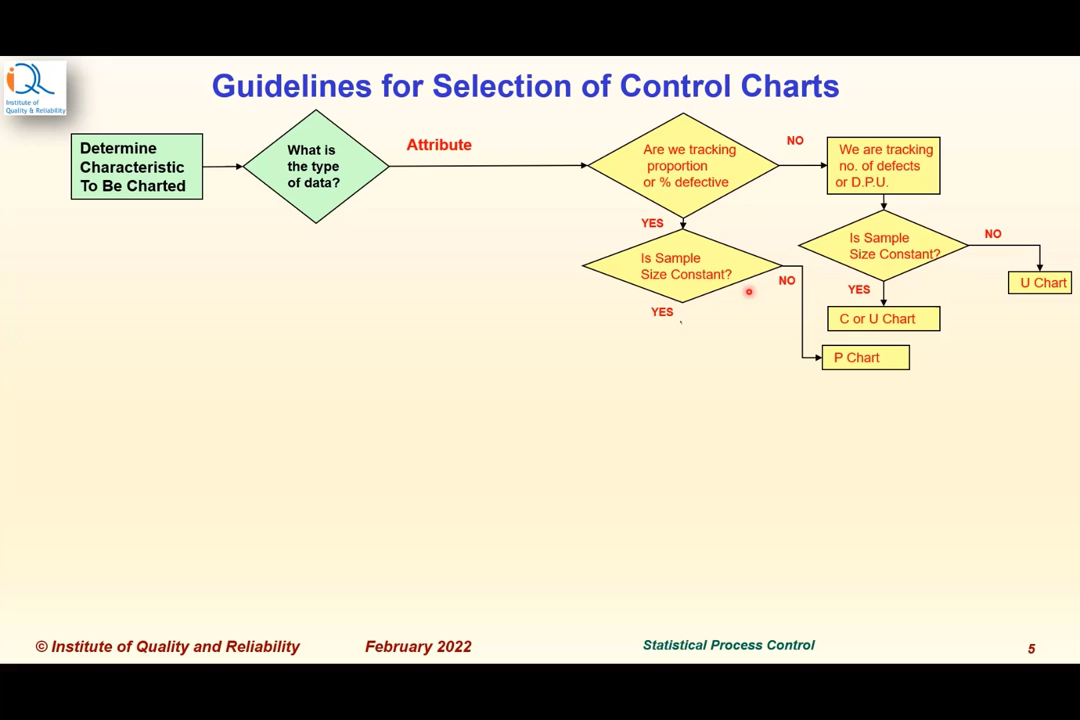 Institute of
Quality & Reliability
Guidelines for Selection of Control Charts
Determine
Characteristic
To Be Charted
What is
the type
of data?
Attribute
Are we tracking
proportion
or % defective
NO
We are tracking
no. of defects
or D.P.U.
YES
Is Sample
Size Constant?
NO
YES
Is Sample
Size Constant?
NO
U Chart
YES
C or U Chart
P Chart
© Institute of Quality and Reliability
February 2022
Statistical Process Control
5